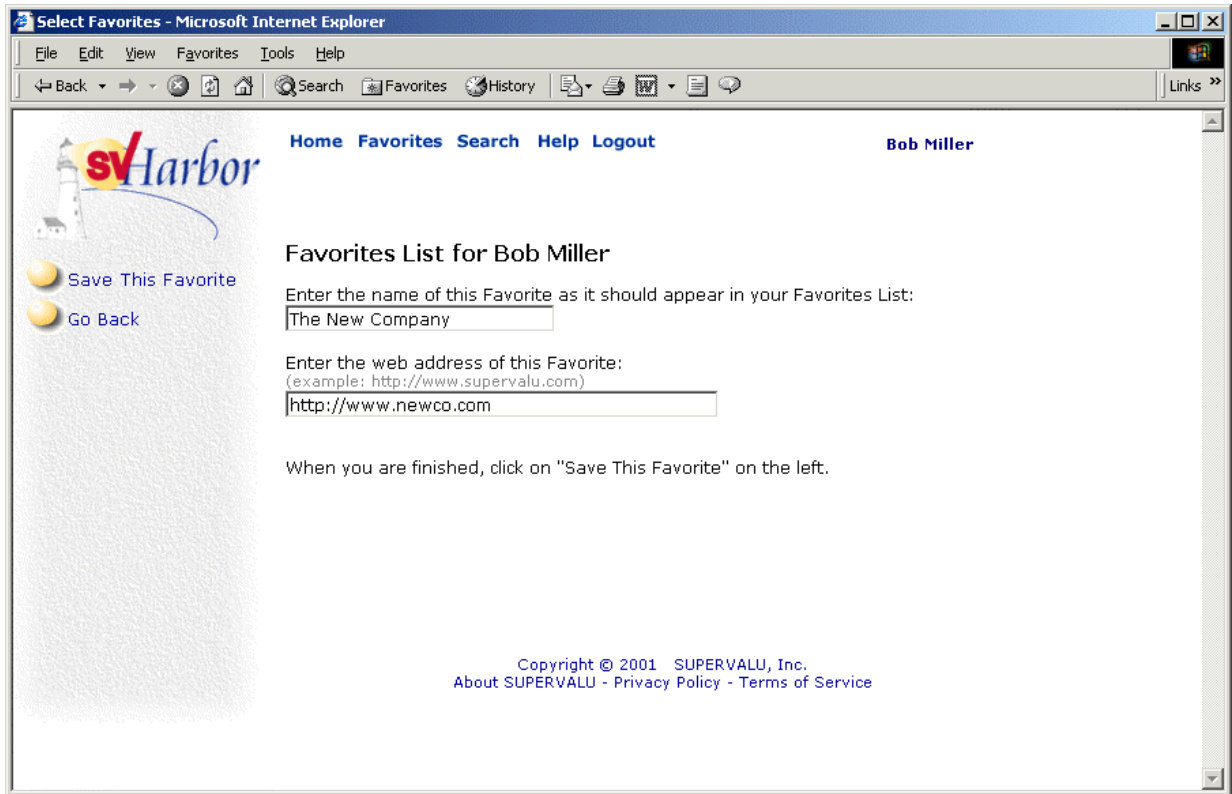 Select Favorites - Microsoft Internet Explorer
File Edit View Favorites Tools Help
Back Search Favorites History Links »
SV Harbor
Home Favorites Search Help Logout Bob Miller
Favorites List for Bob Miller
Save This Favorite
Go Back
Enter the name of this Favorite as it should appear in your Favorites List:
The New Company
Enter the web address of this Favorite:
(example: http://www.supervalu.com)
http://www.newco.com
When you are finished, click on "Save This Favorite" on the left.
Copyright © 2001 SUPERVALU, Inc.
About SUPERVALU - Privacy Policy - Terms of Service